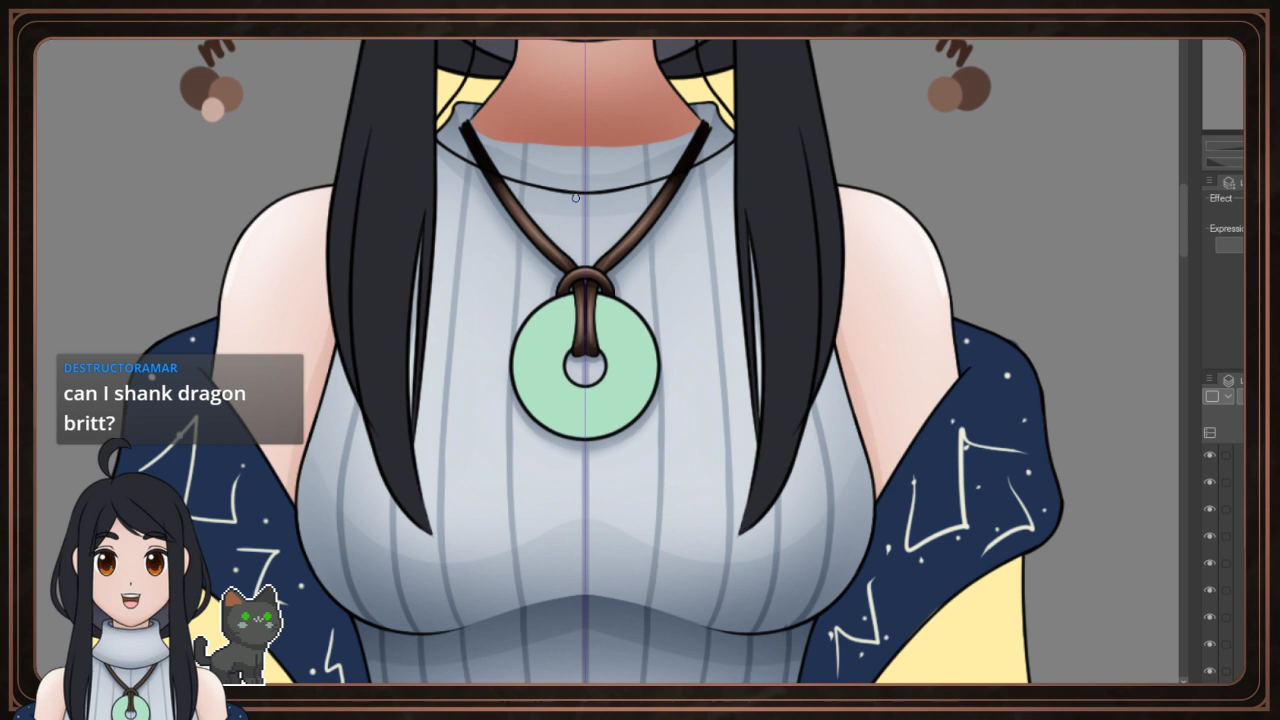 Effect
Expressi
DESTRUCTORAMAR
can I shank dragon
britt?